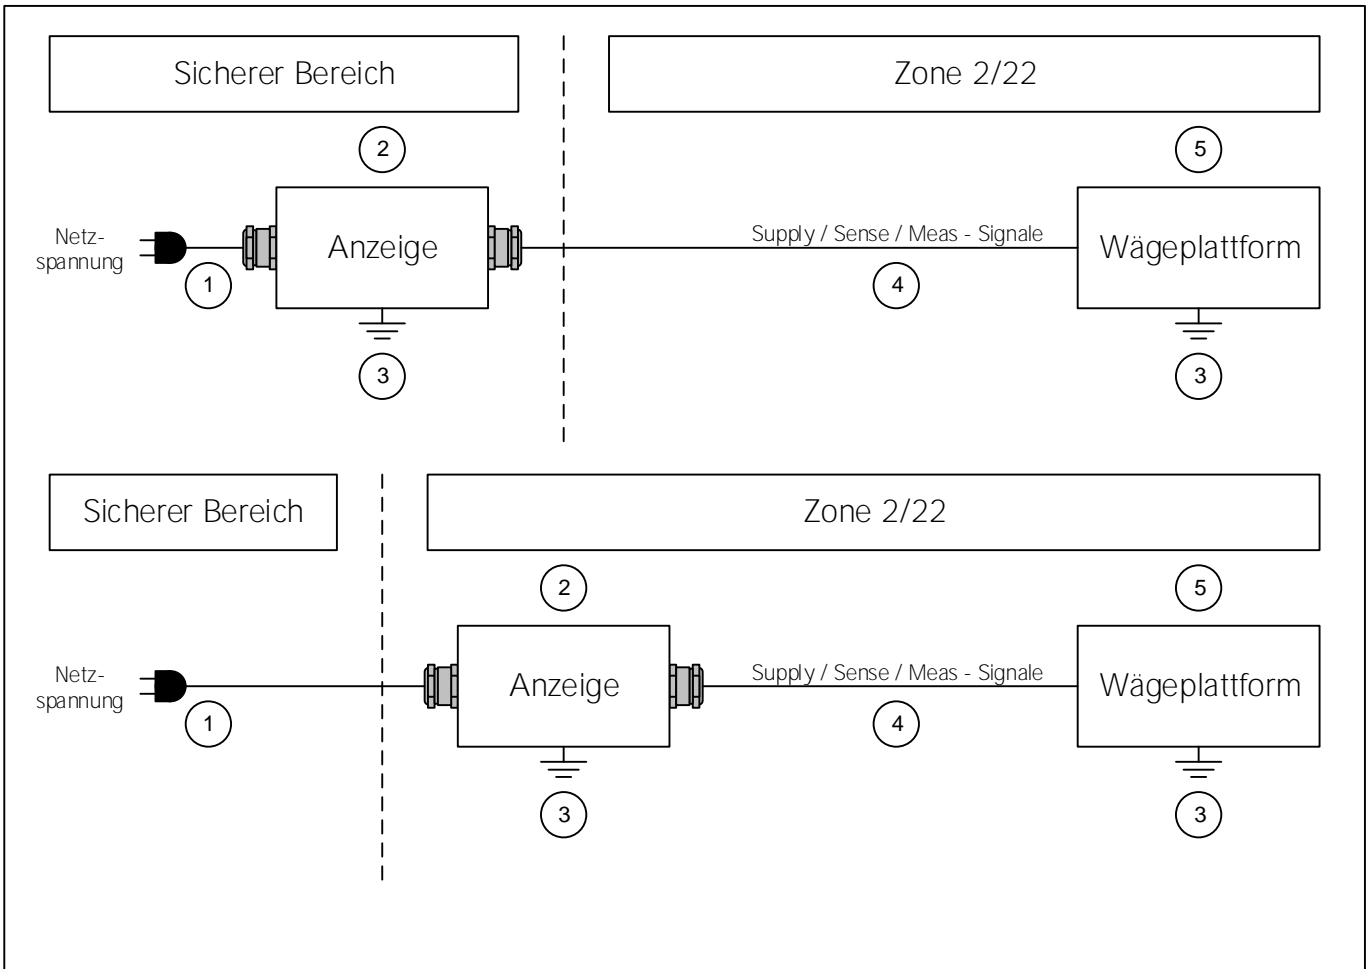 Sicherer Bereich
Zone 2/22
2
5
Netz-
spannung
Anzeige
Supply / Sense / Meas - Signale
Wägeplattform
1
4
3
3
Sicherer Bereich
Zone 2/22
2
5
Netz-
spannung
Anzeige
Supply / Sense / Meas - Signale
Wägeplattform
1
4
3
3